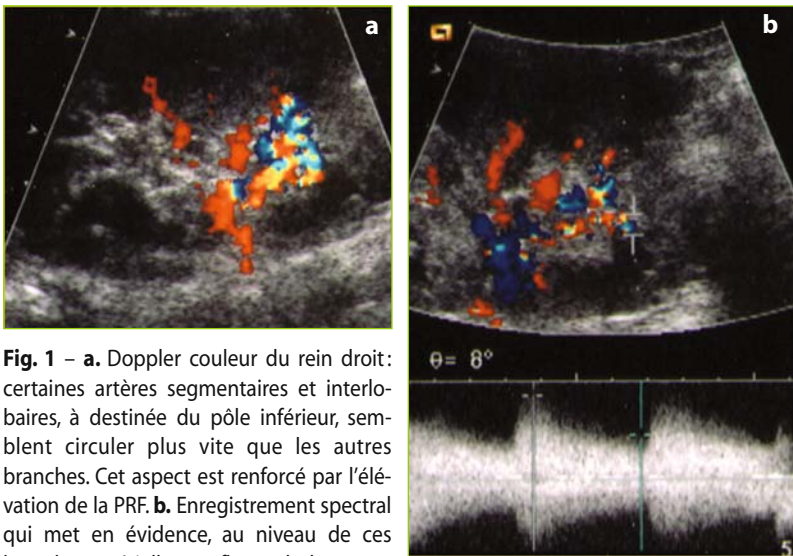 a
b
θ= 8°
5
Fig. 1 – a. Doppler couleur du rein droit:
certaines artères segmentaires et interlo-
baires, à destinée du pôle inférieur, sem-
blent circuler plus vite que les autres
branches. Cet aspect est renforcé par l'élé-
vation de la PRF. b. Enregistrement spectral
qui met en évidence, au niveau de ces